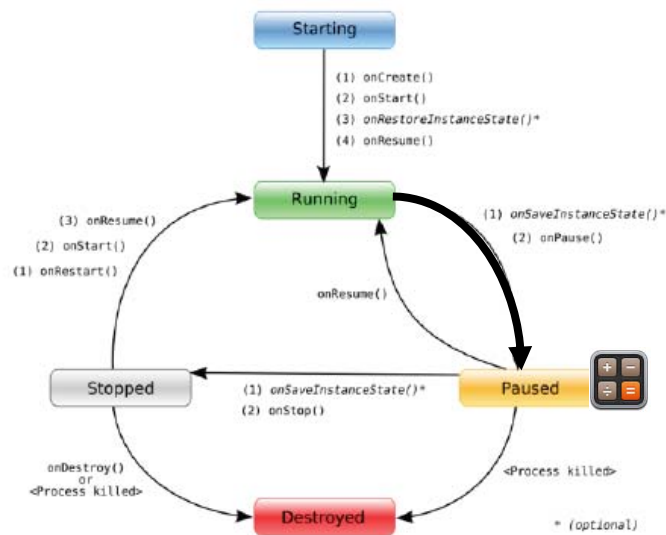 Starting
(1) onCreate()
(2) onStart()
(3) onRestoreInstanceState()*
(4) onResume()
Running
(3) onResume()
(2) onStart()
(1) onRestart()
(1) onSaveInstanceState()*
(2) onPause()
onResume()
Stopped
(1) onSaveInstanceState()*
(2) onStop()
Paused
+ −
÷ =
onDestroy()
or
<Process killed>
<Process killed>
Destroyed
* (optional)